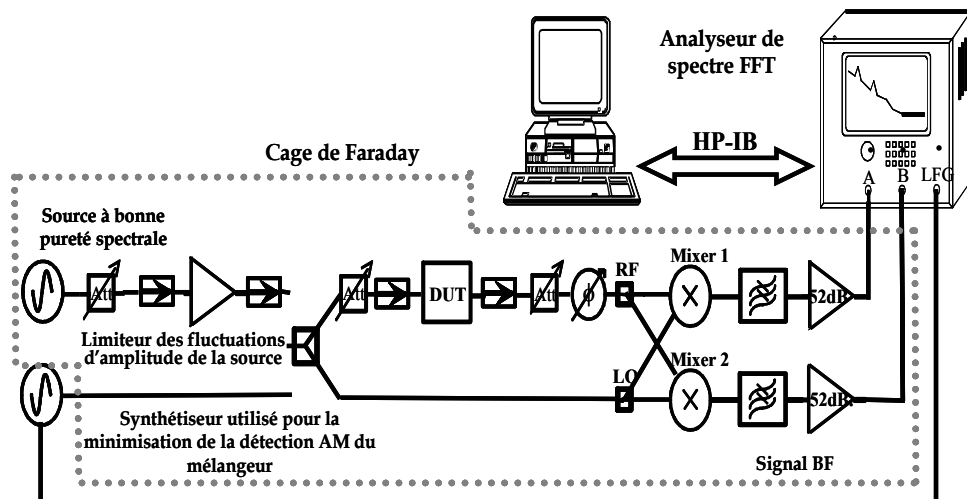 Analyseur de
spectre FFT
HP-IB
A B LFG
Cage de Faraday
Source à bonne
pureté spectrale
Att
Limiteur des fluctuations
d'amplitude de la source
Att
DUT
Att
ϕ
RF
Mixer 1
52dB
LO
Mixer 2
52dB
Synthétiseur utilisé pour la
minimisation de la détection AM du
mélangeur
Signal BF